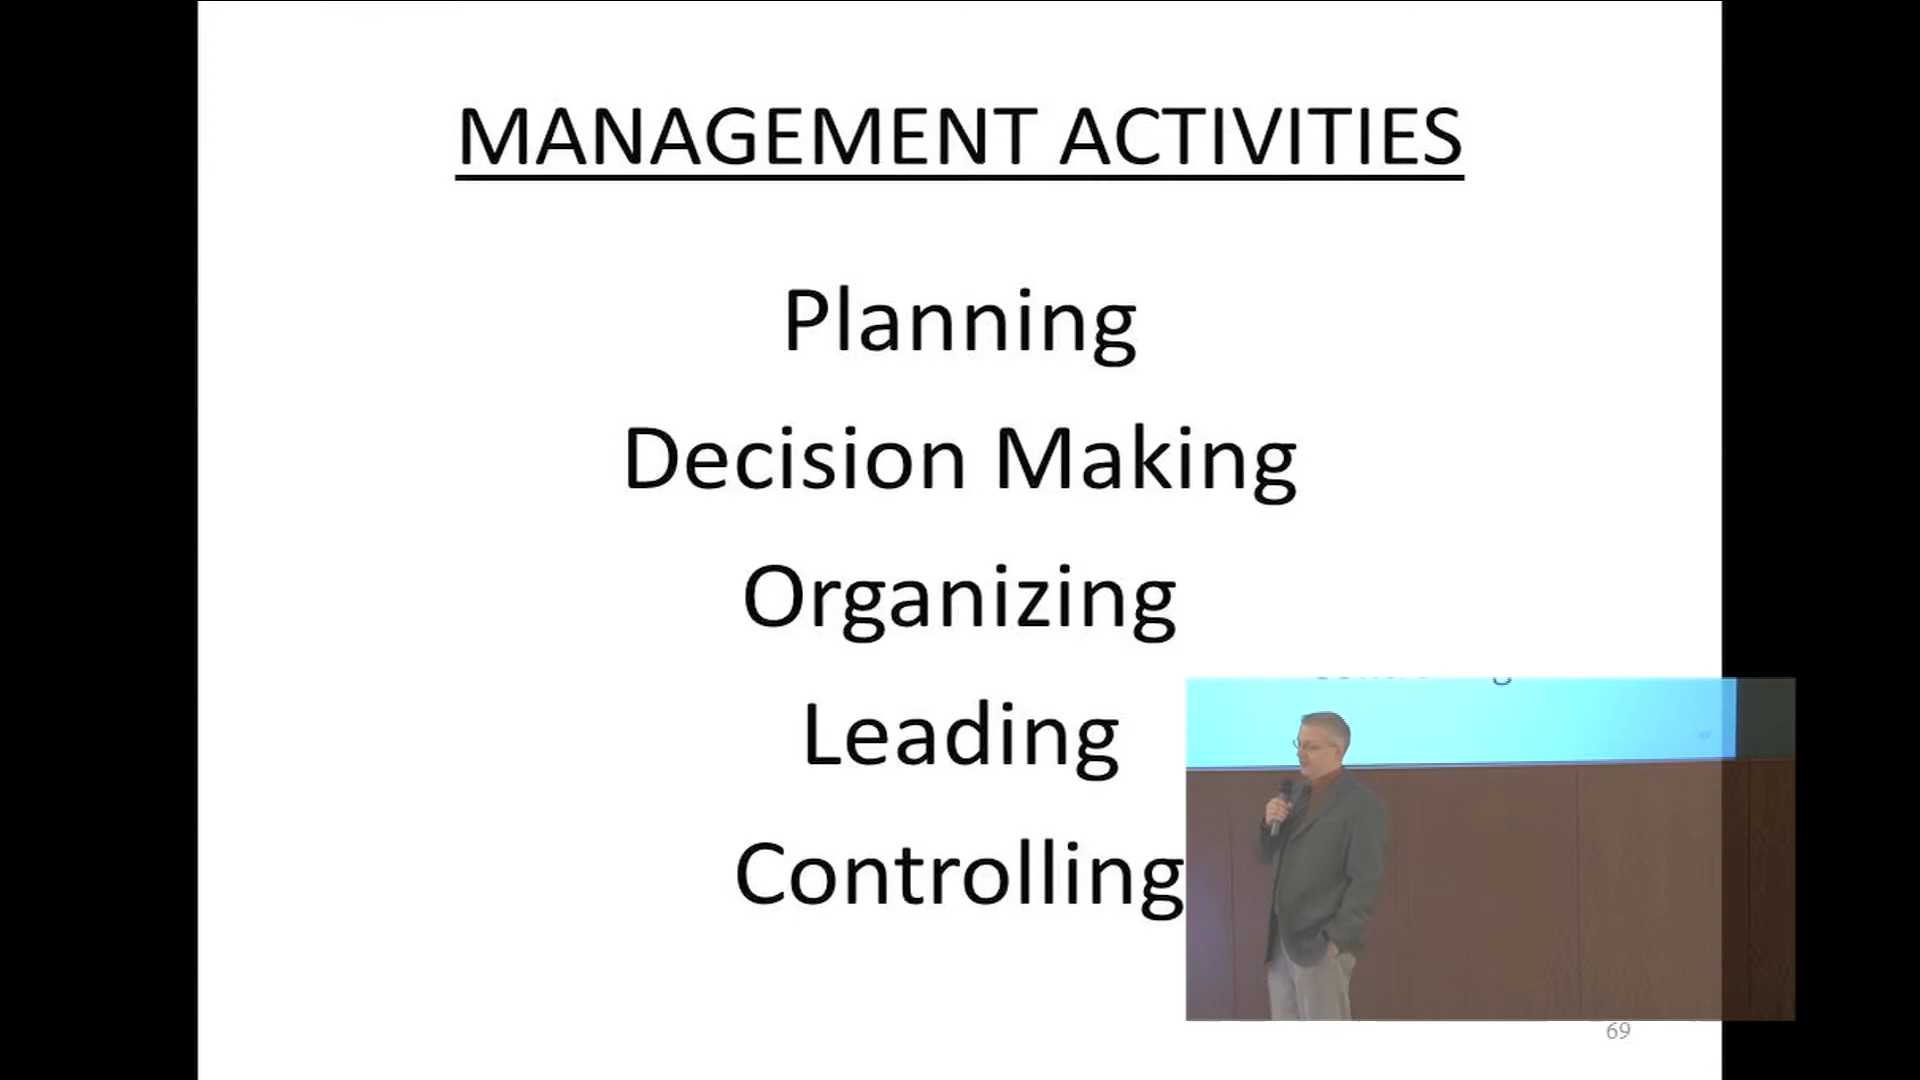 MANAGEMENT ACTIVITIES
Planning
Decision Making
Organizing
Leading
Controlling
69